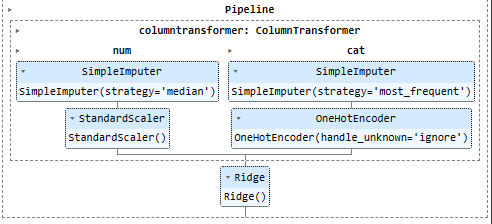 Pipeline
columntransformer: ColumnTransformer
num
cat
SimpleImputer
SimpleImputer(strategy='median')
SimpleImputer
SimpleImputer(strategy='most_frequent')
StandardScaler
StandardScaler()
OneHotEncoder
OneHotEncoder(handle_unknown='ignore')
Ridge
Ridge()